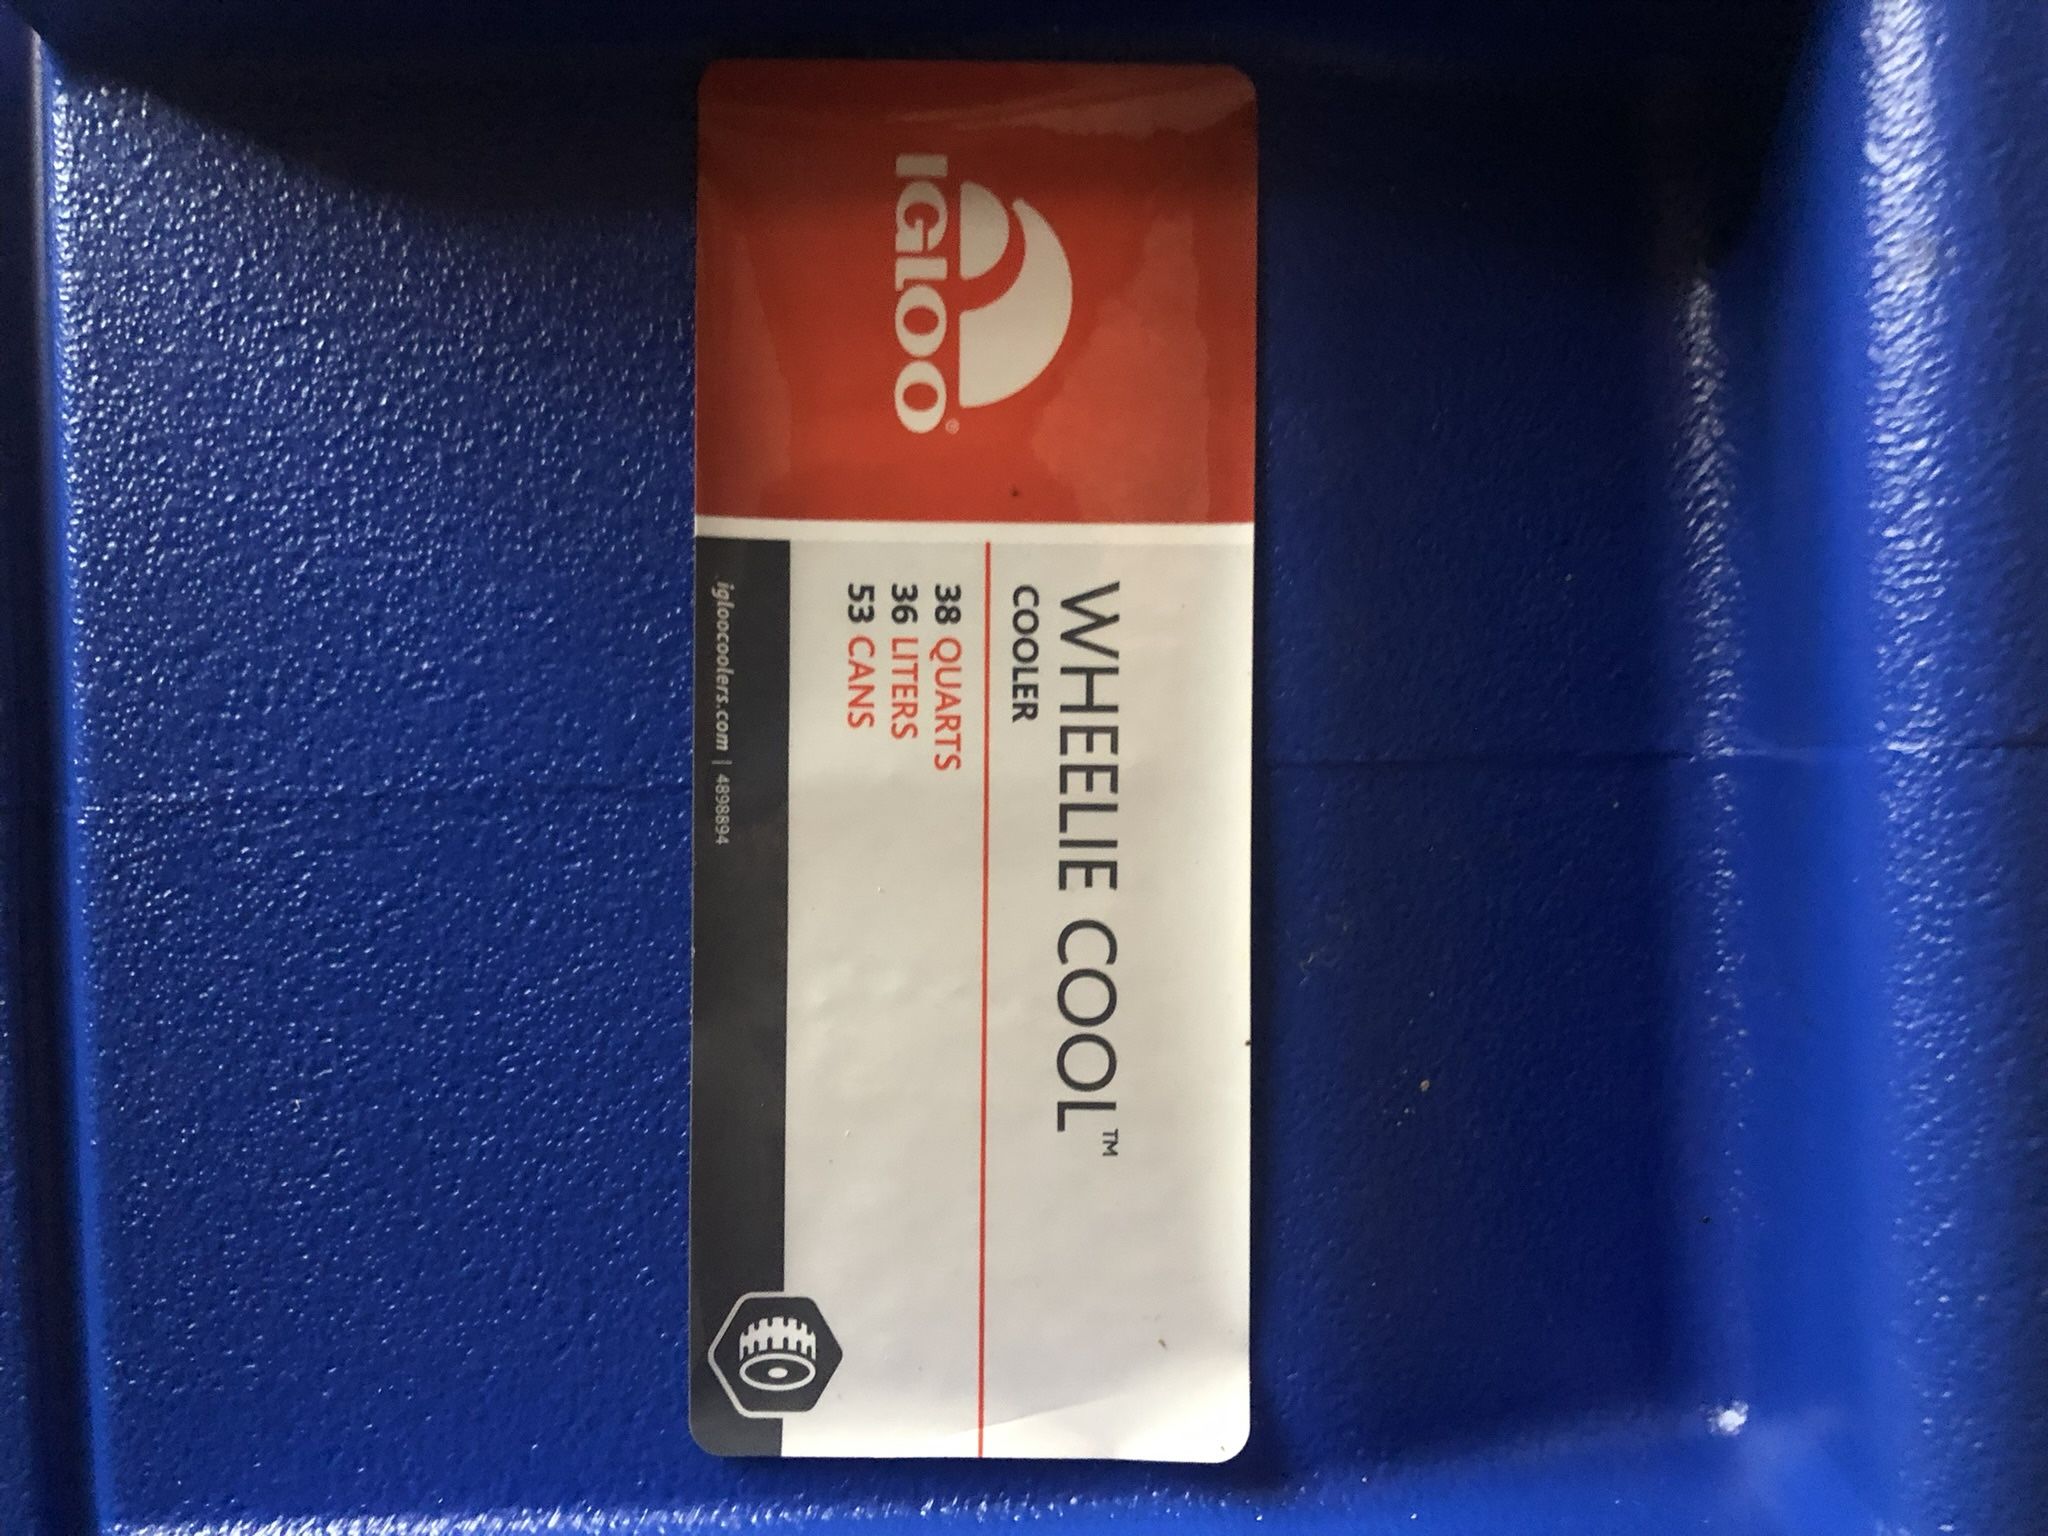 IGLOO®
WHEELIE COOL™
COOLER
38 QUARTS
36 LITERS
53 CANS
igloocoolers.com | 4898894